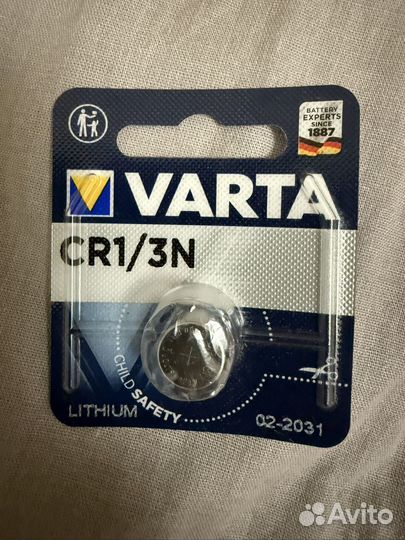 BATTERY
EXPERTS
SINCE
1887
VARTA
CR1/3N
CHILD SAFETY
LITHIUM
02-2031
Avito